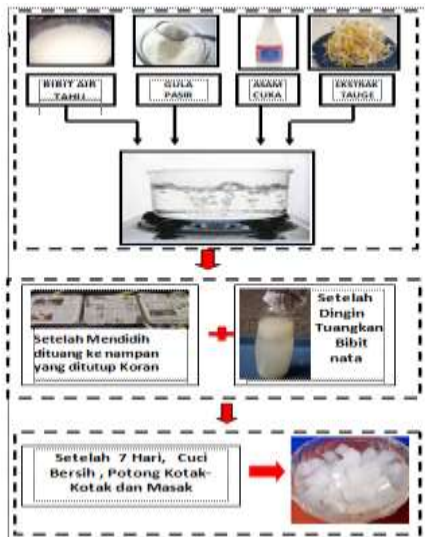 BIBIT AIR
TAHU
GULA
PASIR
ASAM
CUKA
EKSTRAK
TAUGE
Setelah Mendidih
dituang ke nampan
yang ditutup Koran
Setelah
Dingin
Tuangkan
Bibit
nata
Setelah 7 Hari, Cuci
Bersih , Potong Kotak-
Kotak dan Masak